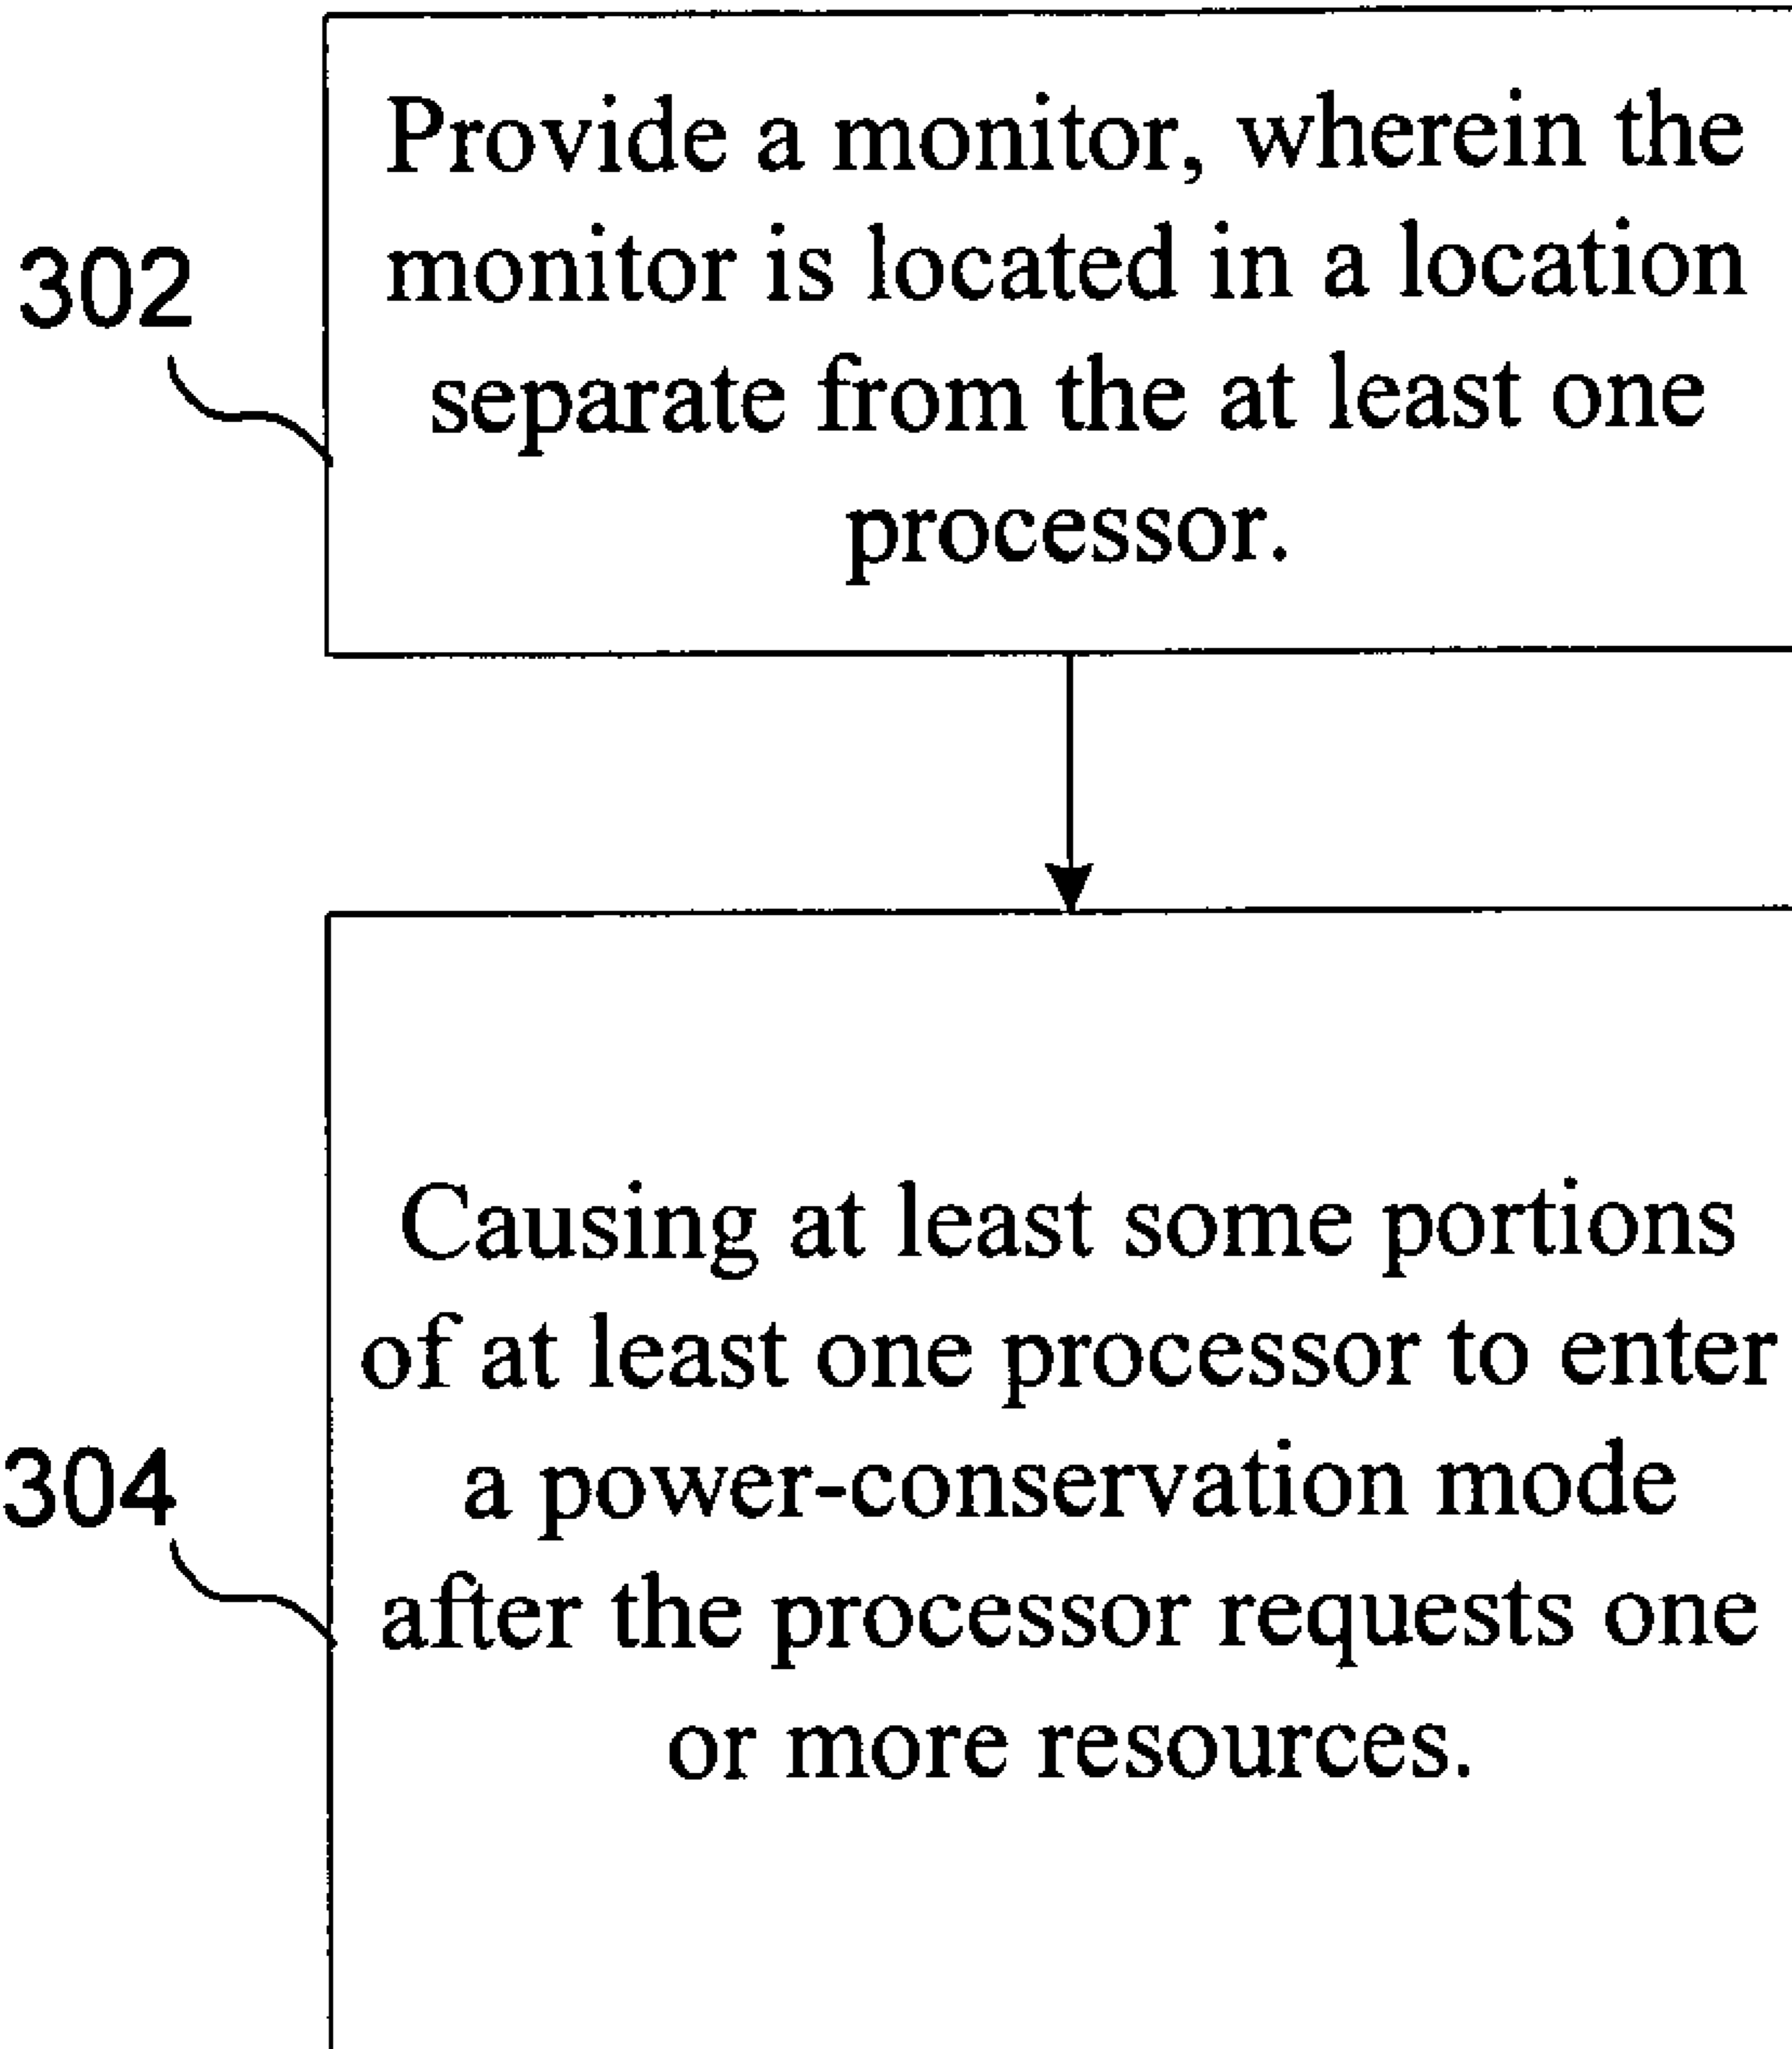 302
Provide a monitor, wherein the
monitor is located in a location
separate from the at least one
processor.
304
Causing at least some portions
of at least one processor to enter
a power-conservation mode
after the processor requests one
or more resources.